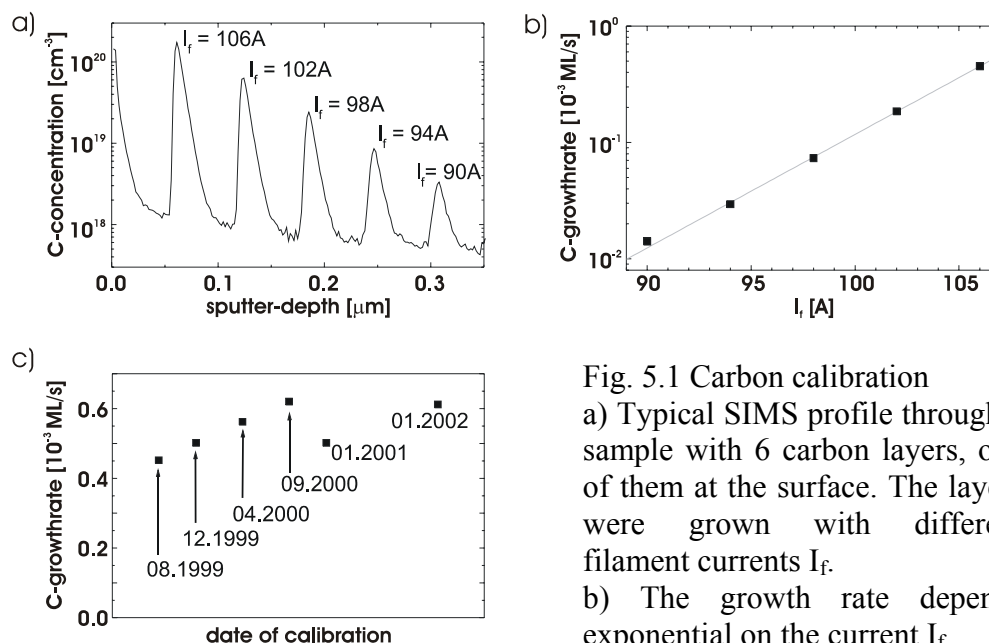 a)
C-concentration [cm⁻³]
10²⁰
10¹⁹
10¹⁸
I_f = 106A
I_f = 102A
I_f = 98A
I_f = 94A
I_f = 90A
0.0 0.1 0.2 0.3
sputter-depth [μm]
b)
C-growthrate [10⁻³ ML/s]
10⁰
10⁻¹
10⁻²
90 95 100 105
I_f [A]
c)
C-growthrate [10⁻³ ML/s]
0.6
0.4
0.2
0.0
08.1999
12.1999
04.2000
09.2000
01.2001
01.2002
date of calibration
Fig. 5.1 Carbon calibration
a) Typical SIMS profile through
sample with 6 carbon layers,
of them at the surface. The
were grown with
filament currents I_f.
b) The growth rate
exponential on the current I_f